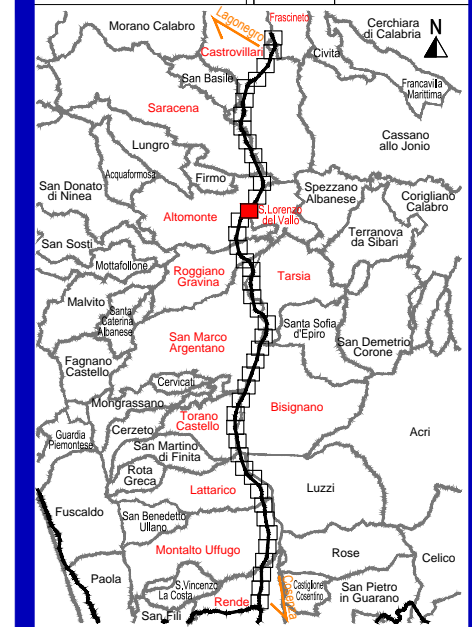 Frascineto
Lagonegro
Morano Calabro
Cerchiara
di Calabria
N
Castrovillari
Civita
San Basile
Francavilla
Marittima
Saracena
Cassano
allo Jonio
Lungro
Acquaformosa
Firmo
San Donato
di Ninea
Spezzano
Albanese
Corigliano
Calabro
Altomonte
S.Lorenzo
del Vallo
Terranova
da Sibari
San Sosti
Mottafollone
Roggiano
Gravina
Tarsia
Malvito
Santa
Caterina
Albanese
San Marco
Argentano
Santa Sofia
d'Epiro
San Demetrio
Corone
Fagnano
Castello
Cervicati
Mongrassano
Torano
Castello
Bisignano
Cerzeto
Acri
Guardia
Piemontese
San Martino
di Finita
Rota
Greca
Lattarico
Luzzi
Fuscaldo
San Benedetto
Ullano
Montalto Uffugo
Rose
Celico
Paola
S.Vincenzo
La Costa
Cosenza
Castiglione
Cosentino
San Pietro
in Guarano
Rende
San Fili